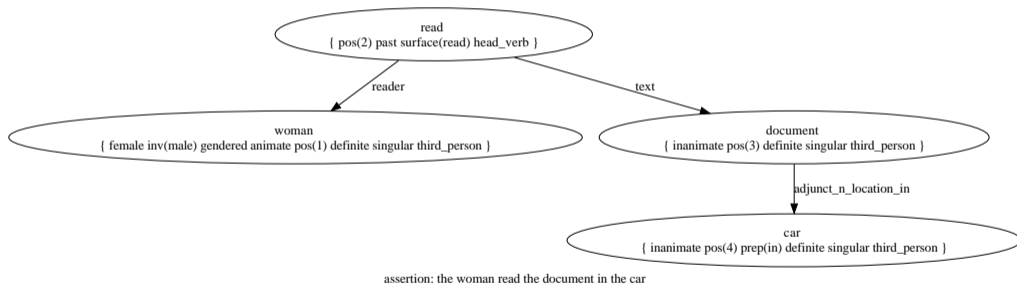 read
{ pos(2) past surface(read) head_verb }
reader
text
woman
{ female inv(male) gendered animate pos(1) definite singular third_person }
document
{ inanimate pos(3) definite singular third_person }
adjunct_n_location_in
car
{ inanimate pos(4) prep(in) definite singular third_person }
assertion: the woman read the document in the car